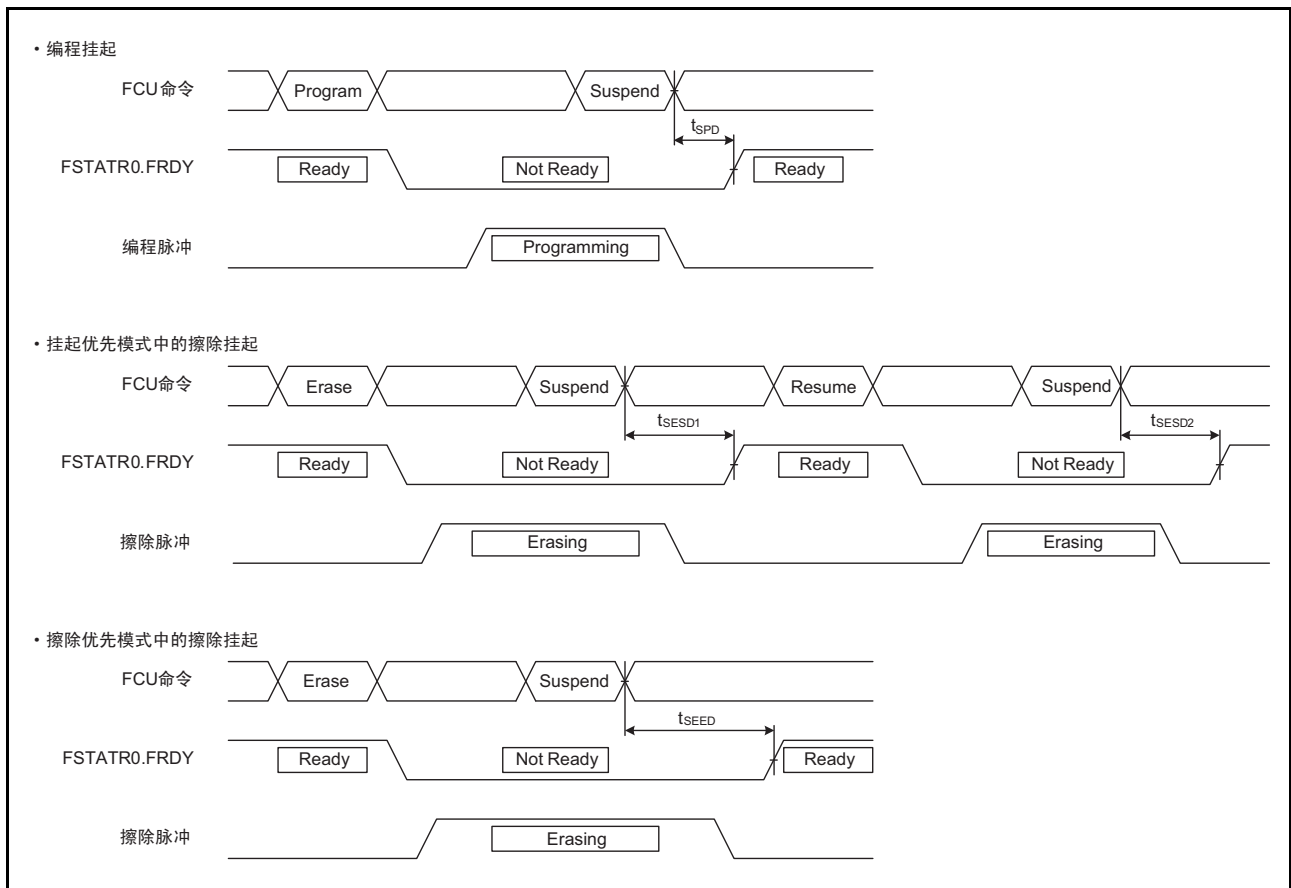 ・编程挂起
FCU命令 Program Suspend
tSPD
FSTATR0.FRDY Ready Not Ready Ready
编程脉冲 Programming
・挂起优先模式中的擦除挂起
FCU命令 Erase Suspend Resume Suspend
tSESD1 tSESD2
FSTATR0.FRDY Ready Not Ready Ready Not Ready
擦除脉冲 Erasing Erasing
・擦除优先模式中的擦除挂起
FCU命令 Erase Suspend
tSEED
FSTATR0.FRDY Ready Not Ready Ready
擦除脉冲 Erasing